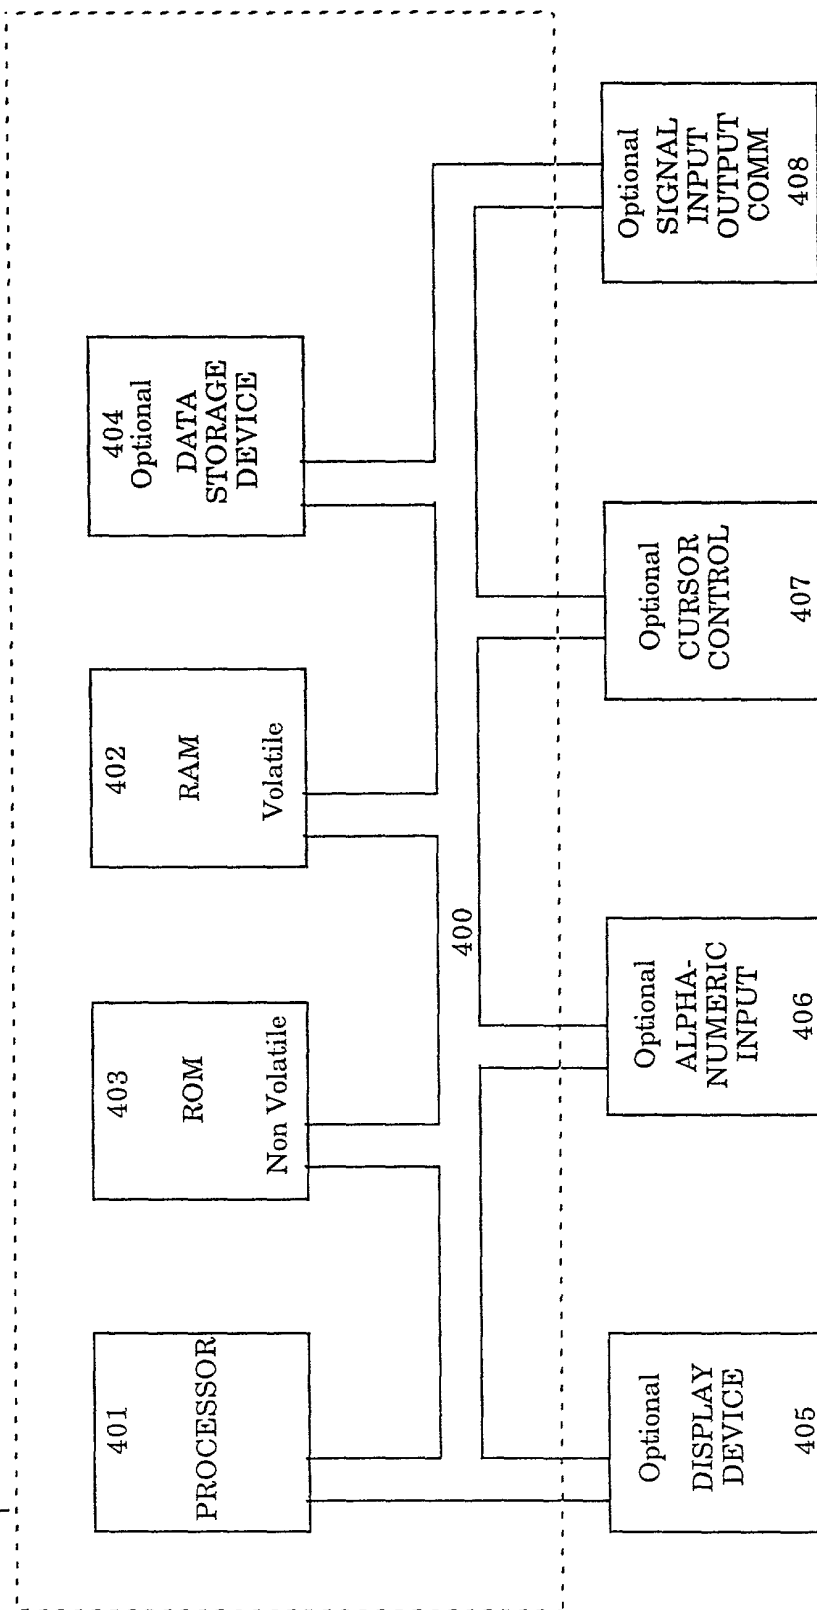 401
PROCESSOR
403
ROM
Non Volatile
402
RAM
Volatile
404
Optional
DATA
STORAGE
DEVICE
400
Optional
DISPLAY
DEVICE
405
Optional
ALPHA-
NUMERIC
INPUT
406
Optional
CURSOR
CONTROL
407
Optional
SIGNAL
INPUT
OUTPUT
COMM
408